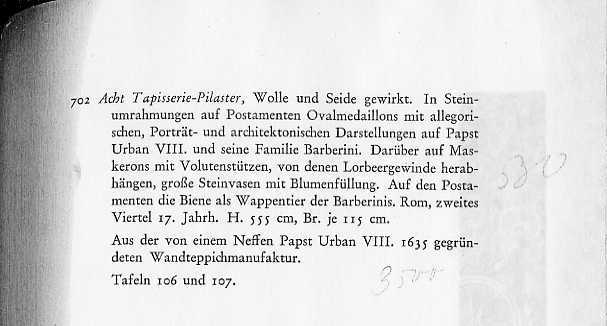 702 Acht Tapisserie-Pilaster, Wolle und Seide gewirkt. In Stein-
umrahmungen auf Postamenten Ovalmedaillons mit allegori-
schen, Porträt- und architektonischen Darstellungen auf Papst
Urban VIII. und seine Familie Barberini. Darüber auf Mas-
kerons mit Volutenstützen, von denen Lorbeergewinde herab-
hängen, große Steinvasen mit Blumenfüllung. Auf den Posta-
menten die Biene als Wappentier der Barberinis. Rom, zweites
Viertel 17. Jahrh. H. 555 cm, Br. je 115 cm.
Aus der von einem Neffen Papst Urban VIII. 1635 gegrün-
deten Wandteppichmanufaktur.
Tafeln 106 und 107.
3500